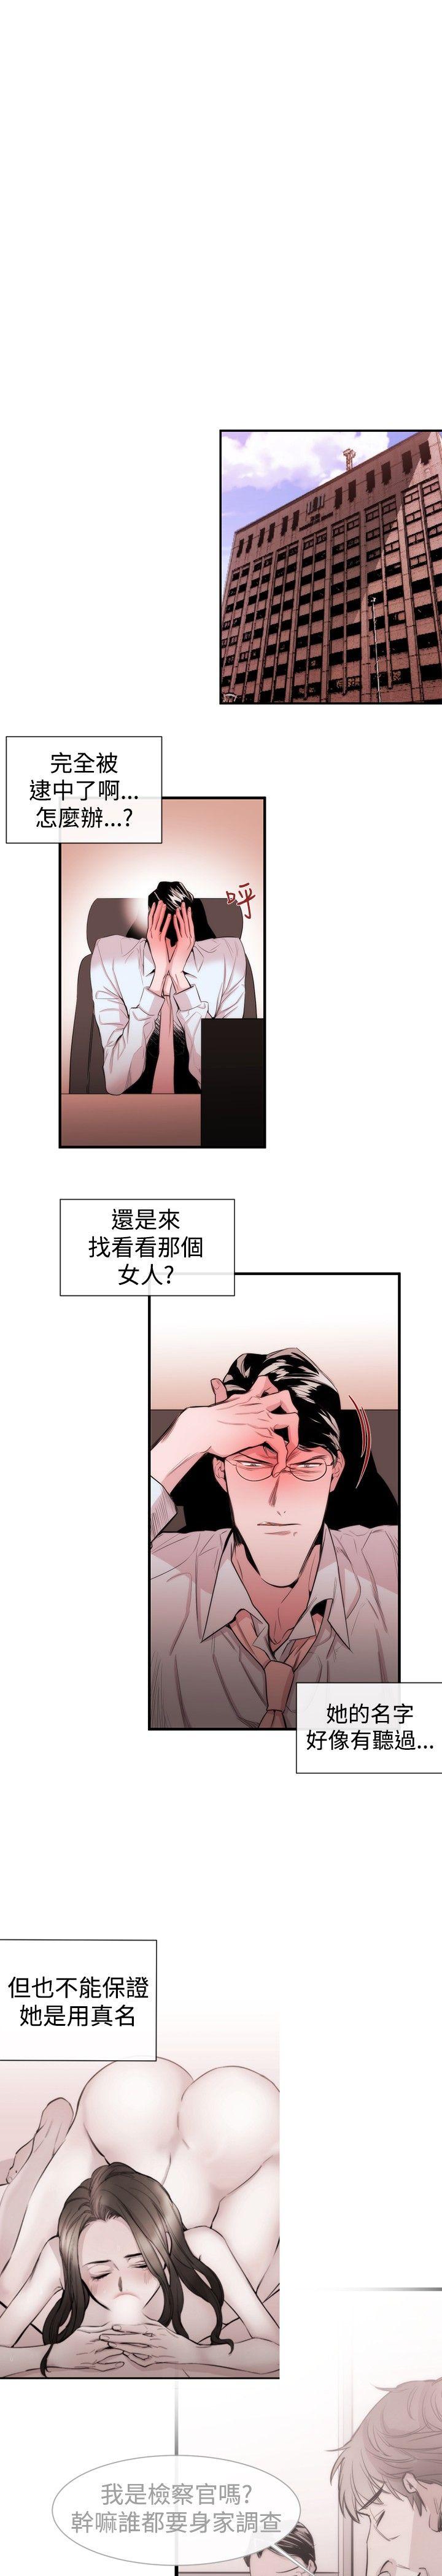 完全被
逮中了啊...
怎麼辦...?
呼
還是來
找看看那個
女人?
她的名字
好像有聽過...
但也不能保證
她是用真名
我是檢察官嗎?
幹嘛誰都要身家調查